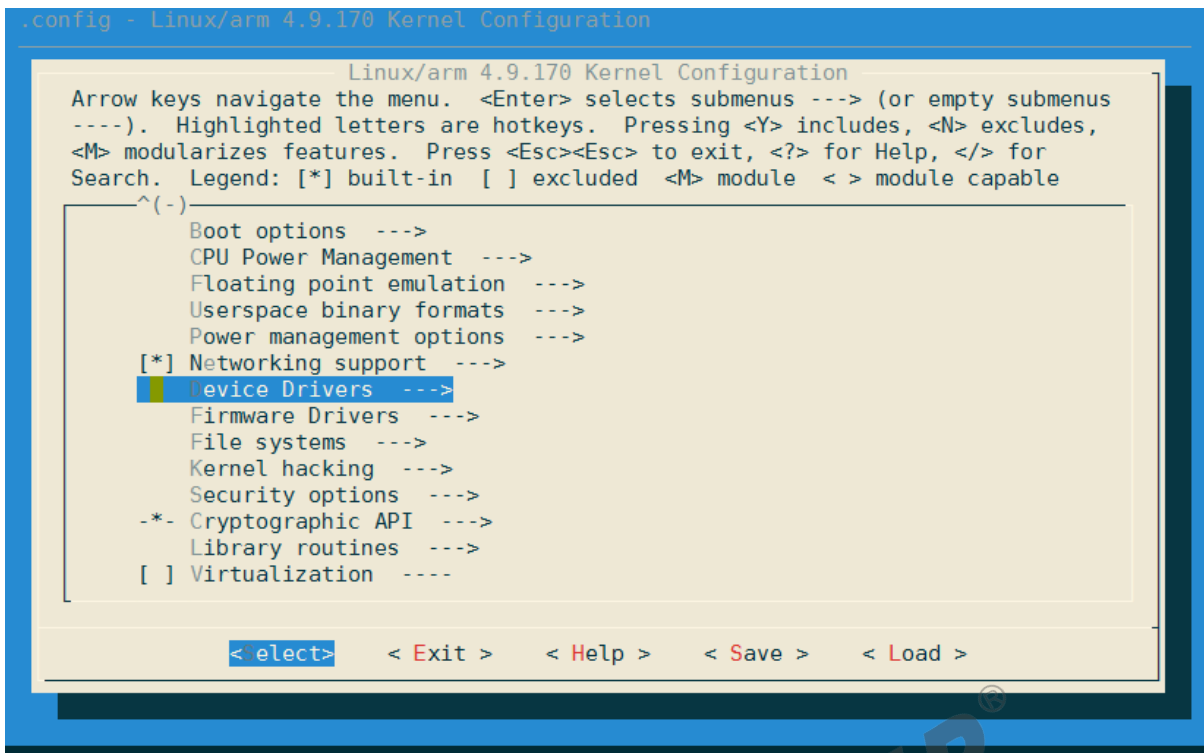 .config - Linux/arm 4.9.170 Kernel Configuration
Linux/arm 4.9.170 Kernel Configuration
Arrow keys navigate the menu.  <Enter> selects submenus ---> (or empty submenus
----).  Highlighted letters are hotkeys.  Pressing <Y> includes, <N> excludes,
<M> modularizes features.  Press <Esc><Esc> to exit, <?> for Help, </> for
Search.  Legend: [*] built-in  [ ] excluded  <M> module  < > module capable
^(-)
Boot options  --->
CPU Power Management  --->
Floating point emulation  --->
Userspace binary formats  --->
Power management options  --->
[*] Networking support  --->
Device Drivers  --->
Firmware Drivers  --->
File systems  --->
Kernel hacking  --->
Security options  --->
-*- Cryptographic API  --->
Library routines  --->
[ ] Virtualization  ----
<Select>    < Exit >    < Help >    < Save >    < Load >
®